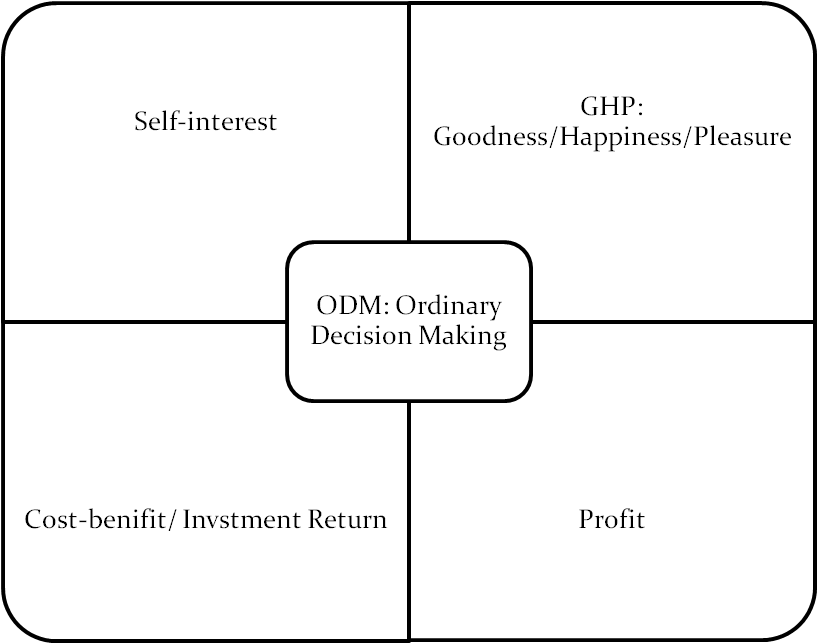 Self-interest
GHP:
Goodness/Happiness/Pleasure
ODM: Ordinary
Decision Making
Cost-benifit/ Invstment Return
Profit